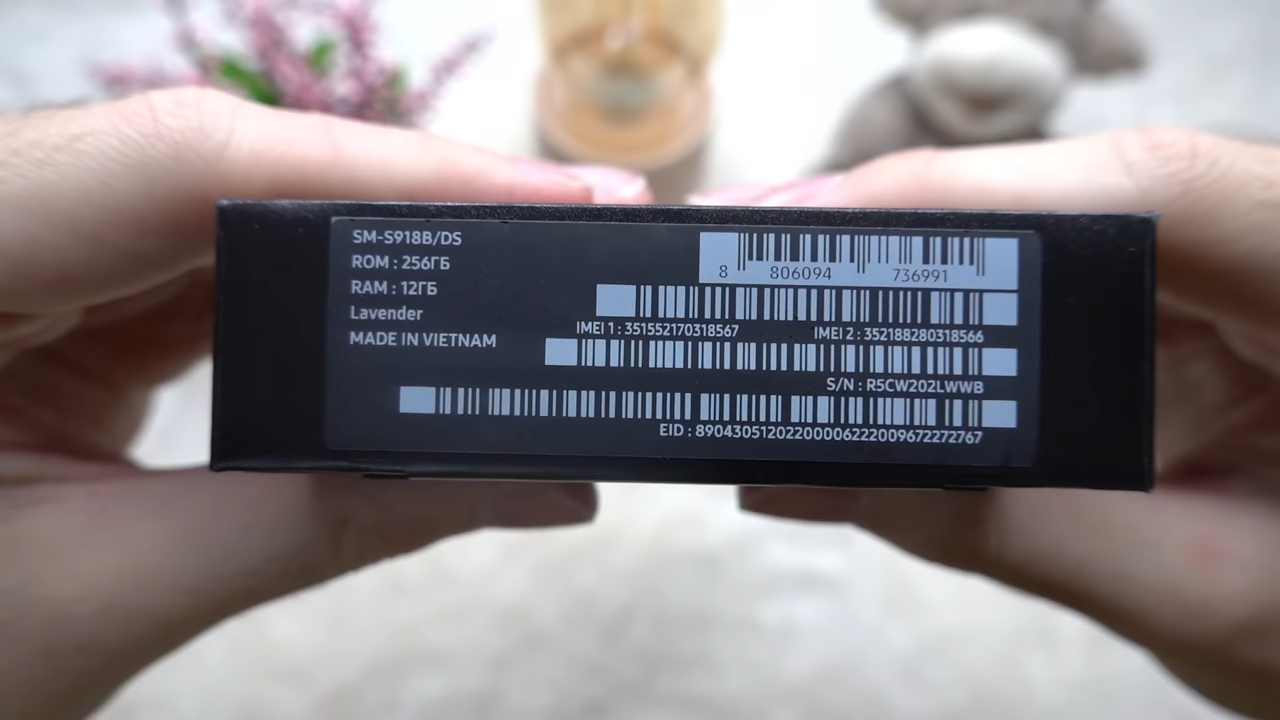 SM-S918B/DS
ROM : 256ГБ
RAM : 12ГБ
Lavender
MADE IN VIETNAM
8 806094 736991
IMEI 1 : 351552170318567 IMEI 2 : 352188280318566
S/N : R5CW202LWWB
EID : 89043051202200006222009672272767